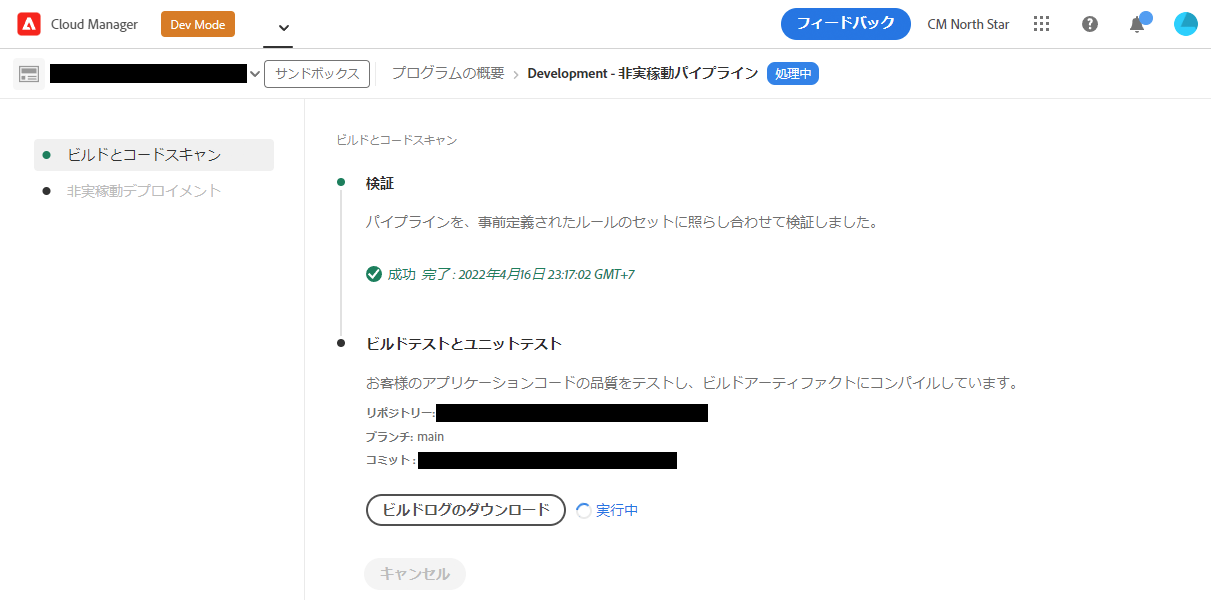 Cloud Manager Dev Mode フィードバック CM North Star
サンドボックス プログラムの概要 › Development - 非実稼動パイプライン 処理中
ビルドとコードスキャン
非実稼動デプロイメント
ビルドとコードスキャン
検証
パイプラインを、事前定義されたルールのセットに照らし合わせて検証しました。
成功 完了 : 2022年4月16日 23:17:02 GMT+7
ビルドテストとユニットテスト
お客様のアプリケーションコードの品質をテストし、ビルドアーティファクトにコンパイルしています。
リポジトリー:
ブランチ: main
コミット :
ビルドログのダウンロード 実行中
キャンセル